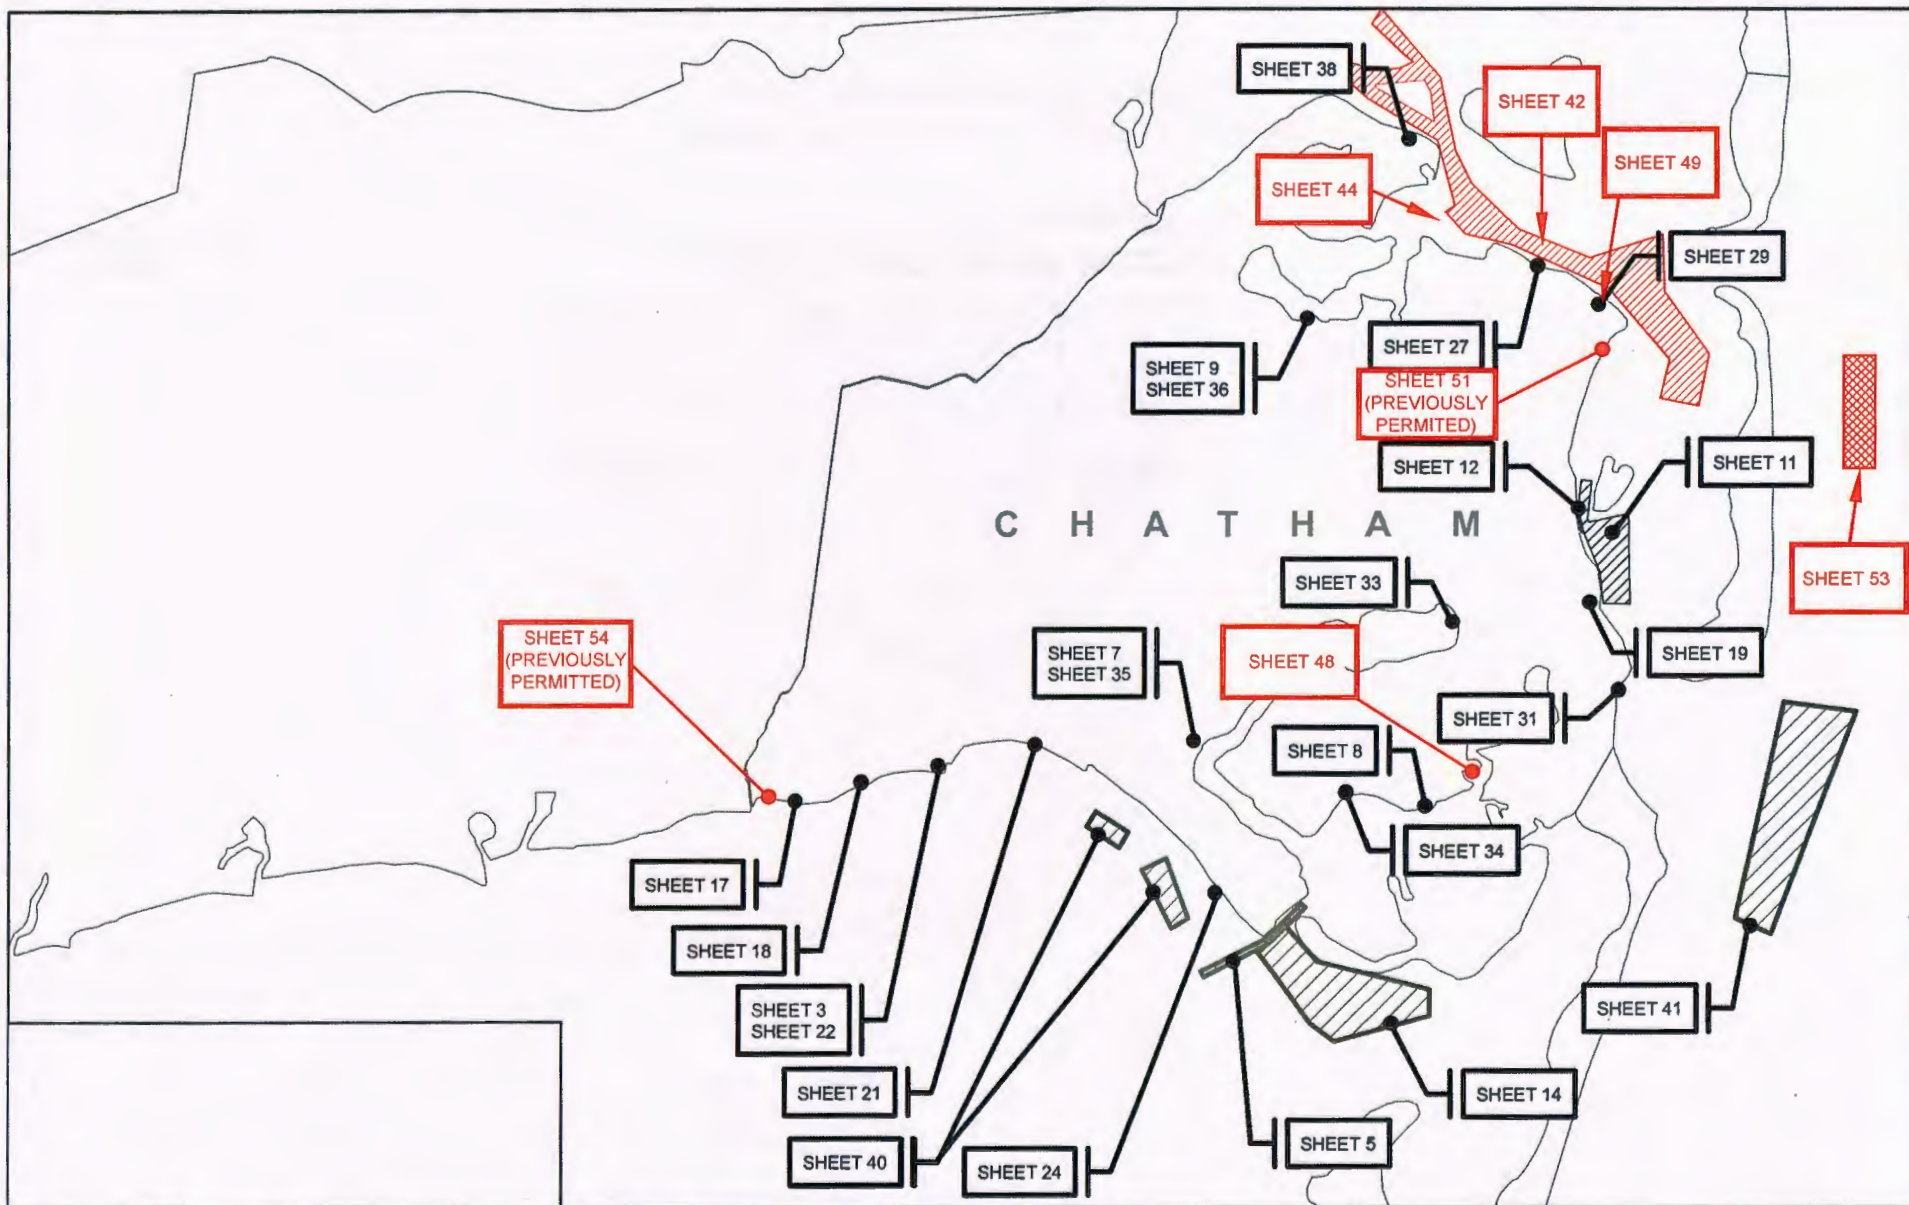 SHEET 38
SHEET 42
SHEET 49
SHEET 44
SHEET 29
SHEET 27
SHEET 9
SHEET 36
SHEET 51
(PREVIOUSLY
PERMITED)
SHEET 12
SHEET 11
C H A T H A M
SHEET 53
SHEET 33
SHEET 54
(PREVIOUSLY
PERMITTED)
SHEET 7
SHEET 35
SHEET 48
SHEET 19
SHEET 31
SHEET 8
SHEET 34
SHEET 17
SHEET 18
SHEET 3
SHEET 22
SHEET 41
SHEET 21
SHEET 14
SHEET 40
SHEET 24
SHEET 5